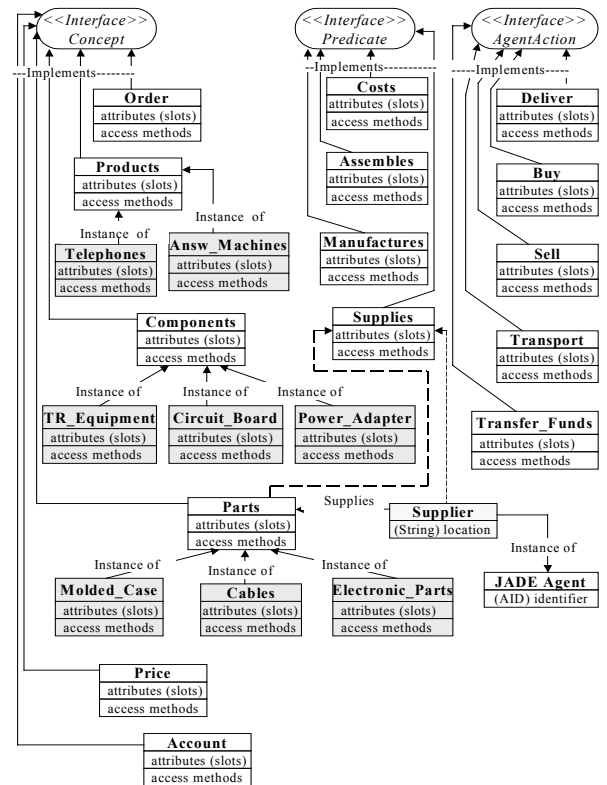 <<Interface>>
Concept
<<Interface>>
Predicate
<<Interface>>
AgentAction
---Implements-------
--Implements--------
----Implements------
Order
attributes (slots)
access methods
Costs
attributes (slots)
access methods
Deliver
attributes (slots)
access methods
Products
attributes (slots)
access methods
Assembles
attributes (slots)
access methods
Buy
attributes (slots)
access methods
Instance of
Instance of
Telephones
attributes (slots)
access methods
Answ_Machines
attributes (slots)
access methods
Manufactures
attributes (slots)
access methods
Sell
attributes (slots)
access methods
Components
attributes (slots)
access methods
Supplies
attributes (slots)
access methods
Transport
attributes (slots)
access methods
Instance of
Instance of
Instance of
TR_Equipment
attributes (slots)
access methods
Circuit_Board
attributes (slots)
access methods
Power_Adapter
attributes (slots)
access methods
Transfer_Funds
attributes (slots)
access methods
Parts
attributes (slots)
access methods
Supplies
Supplier
(String) location
Instance of
Instance of
Instance of
Instance of
Molded_Case
attributes (slots)
access methods
Cables
attributes (slots)
access methods
Electronic_Parts
attributes (slots)
access methods
JADE Agent
(AID) identifier
Price
attributes (slots)
access methods
Account
attributes (slots)
access methods